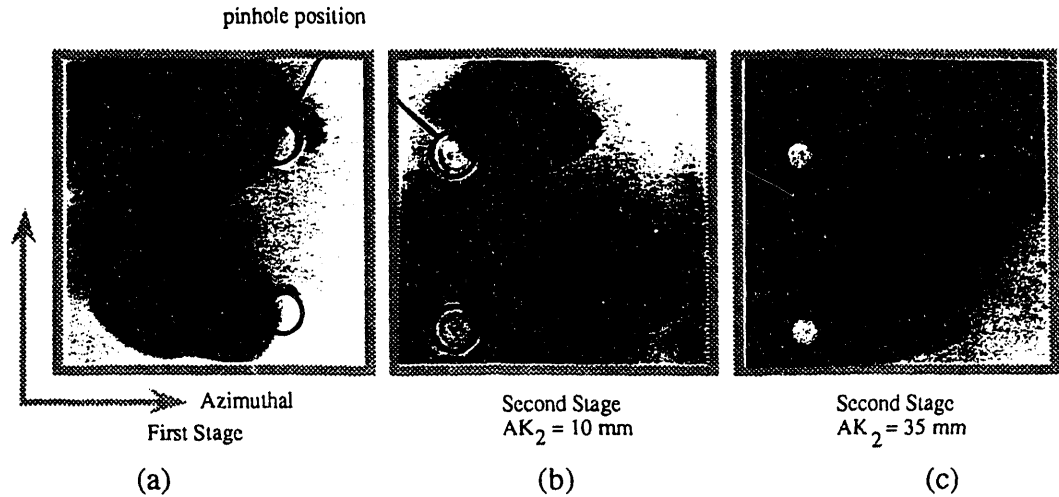 pinhole position
Azimuthal
First Stage
(a)
Second Stage
AK₂ = 10 mm
(b)
Second Stage
AK₂ = 35 mm
(c)